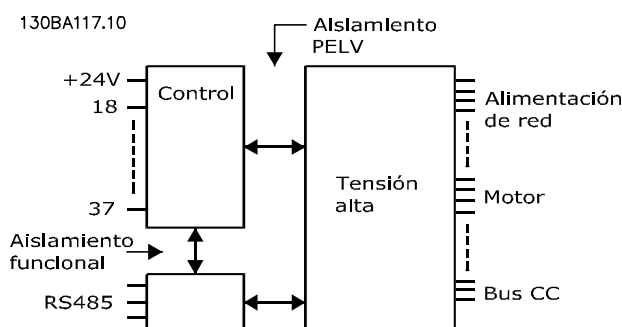 130BA117.10
Aislamiento
PELV
+24V
18
37
Control
Tensión
alta
Alimentación
de red
Motor
Bus CC
Aislamiento
funcional
RS485